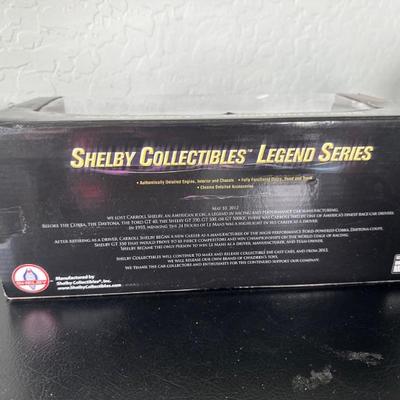 SHELBY COLLECTIBLES™ LEGEND SERIES
• Authentically Detailed Engine, Interior and Chassis • Fully Functional Doors, Hood and Trunk
• Chrome Detailed Accessories
MAY 10, 2012
WE LOST CARROLL SHELBY, AN AMERICAN ICON, A LEGEND IN RACING AND PERFORMANCE CAR MANUFACTURING.
BEFORE THE COBRA, THE DAYTONA, THE FORD GT 40, THE SHELBY GT 350, GT 500, OR GT 500KR, THERE WAS CARROLL SHELBY, ONE OF AMERICA'S FINEST RACE CAR DRIVERS.
IN 1959, WINNING THE 24 HOURS OF LE MANS WAS A HIGHLIGHT IN HIS CAREER AS A DRIVER.
AFTER RETIRING AS A DRIVER, CARROLL SHELBY BEGAN A NEW CAREER AS A MANUFACTURER OF THE HIGH PERFORMANCE FORD-POWERED COBRA, DAYTONA COUPE,
SHELBY GT 350 THAT WOULD PROVE TO BE FIERCE COMPETITORS AND WIN CHAMPIONSHIPS ON THE WORLD STAGE OF RACING.
SHELBY BECAME THE ONLY PERSON TO WIN LE MANS AS A DRIVER, MANUFACTURER, AND TEAM OWNER.
SHELBY COLLECTIBLES WILL CONTINUE TO MAKE AND RELEASE COLLECTIBLE DIE CAST CARS, AND FROM 2013,
WE WILL RELEASE OUR OWN BRAND OF CHILDREN'S TOYS.
WE THANK THE CAR COLLECTORS AND ENTHUSIASTS FOR THIS CONTINUED SUPPORT OUR COMPANY.
Manufactured by
Shelby Collectibles®, Inc.
www.ShelbyCollectibles.com